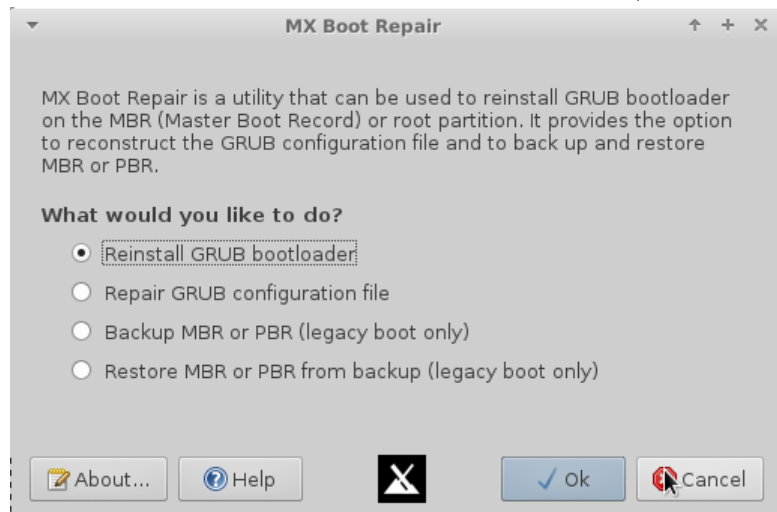 MX Boot Repair
MX Boot Repair is a utility that can be used to reinstall GRUB bootloader
on the MBR (Master Boot Record) or root partition. It provides the option
to reconstruct the GRUB configuration file and to back up and restore
MBR or PBR.
What would you like to do?
Reinstall GRUB bootloader
Repair GRUB configuration file
Backup MBR or PBR (legacy boot only)
Restore MBR or PBR from backup (legacy boot only)
About... Help Ok Cancel